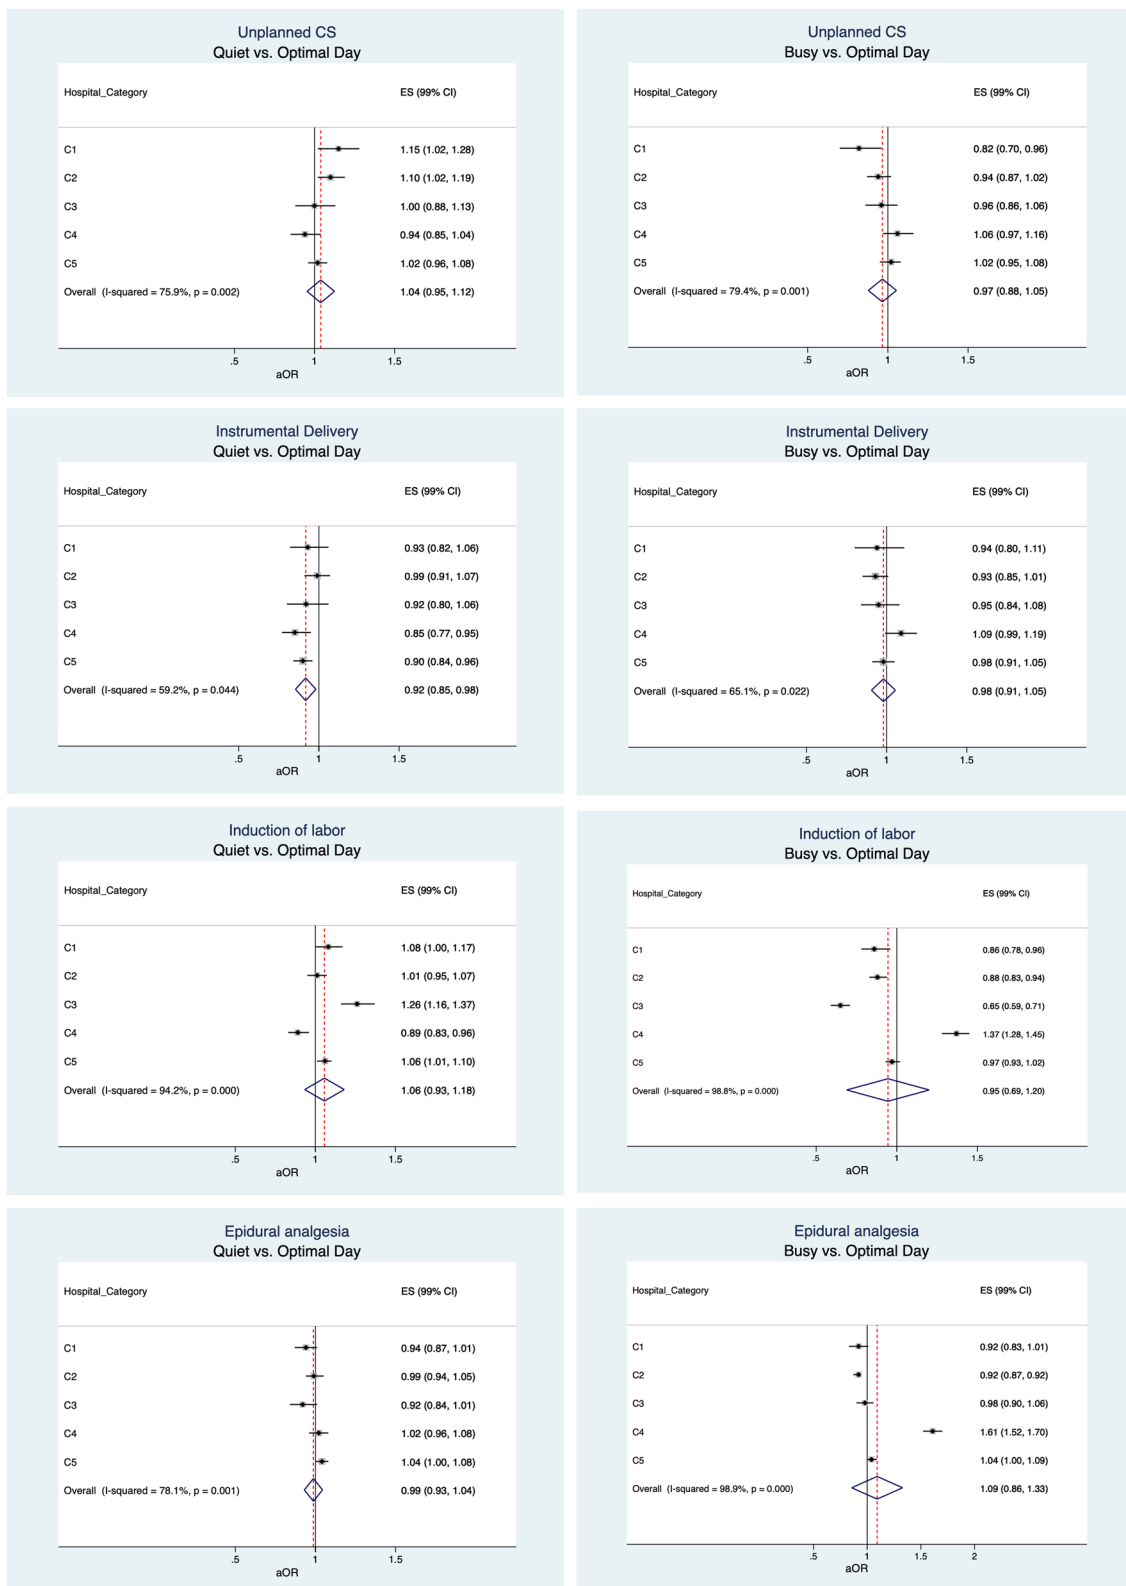 Unplanned CS
Quiet vs. Optimal Day
Hospital_Category ES (99% CI)
C1 1.15 (1.02, 1.28)
C2 1.10 (1.02, 1.19)
C3 1.00 (0.88, 1.13)
C4 0.94 (0.85, 1.04)
C5 1.02 (0.96, 1.08)
Overall (I-squared = 75.9%, p = 0.002) 1.04 (0.95, 1.12)
.5 1 1.5
aOR
Unplanned CS
Busy vs. Optimal Day
Hospital_Category ES (99% CI)
C1 0.82 (0.70, 0.96)
C2 0.94 (0.87, 1.02)
C3 0.96 (0.86, 1.06)
C4 1.06 (0.97, 1.16)
C5 1.02 (0.95, 1.08)
Overall (I-squared = 79.4%, p = 0.001) 0.97 (0.88, 1.05)
.5 1 1.5
aOR
Instrumental Delivery
Quiet vs. Optimal Day
Hospital_Category ES (99% CI)
C1 0.93 (0.82, 1.06)
C2 0.99 (0.91, 1.07)
C3 0.92 (0.80, 1.06)
C4 0.85 (0.77, 0.95)
C5 0.90 (0.84, 0.96)
Overall (I-squared = 59.2%, p = 0.044) 0.92 (0.85, 0.98)
.5 1 1.5
aOR
Instrumental Delivery
Busy vs. Optimal Day
Hospital_Category ES (99% CI)
C1 0.94 (0.80, 1.11)
C2 0.93 (0.85, 1.01)
C3 0.95 (0.84, 1.08)
C4 1.09 (0.99, 1.19)
C5 0.98 (0.91, 1.05)
Overall (I-squared = 65.1%, p = 0.022) 0.98 (0.91, 1.05)
.5 1 1.5
aOR
Induction of labor
Quiet vs. Optimal Day
Hospital_Category ES (99% CI)
C1 1.08 (1.00, 1.17)
C2 1.01 (0.95, 1.07)
C3 1.26 (1.16, 1.37)
C4 0.89 (0.83, 0.96)
C5 1.06 (1.01, 1.10)
Overall (I-squared = 94.2%, p = 0.000) 1.06 (0.93, 1.18)
.5 1 1.5
aOR
Induction of labor
Busy vs. Optimal Day
Hospital_Category ES (99% CI)
C1 0.86 (0.78, 0.96)
C2 0.88 (0.83, 0.94)
C3 0.65 (0.59, 0.71)
C4 1.37 (1.28, 1.45)
C5 0.97 (0.93, 1.02)
Overall (I-squared = 98.8%, p = 0.000) 0.95 (0.69, 1.20)
.5 1 1.5
aOR
Epidural analgesia
Quiet vs. Optimal Day
Hospital_Category ES (99% CI)
C1 0.94 (0.87, 1.01)
C2 0.99 (0.94, 1.05)
C3 0.92 (0.84, 1.01)
C4 1.02 (0.96, 1.08)
C5 1.04 (1.00, 1.08)
Overall (I-squared = 78.1%, p = 0.001) 0.99 (0.93, 1.04)
.5 1 1.5
aOR
Epidural analgesia
Busy vs. Optimal Day
Hospital_Category ES (99% CI)
C1 0.92 (0.83, 1.01)
C2 0.92 (0.87, 0.92)
C3 0.98 (0.90, 1.06)
C4 1.61 (1.52, 1.70)
C5 1.04 (1.00, 1.09)
Overall (I-squared = 98.9%, p = 0.000) 1.09 (0.86, 1.33)
.5 1 1.5 2
aOR